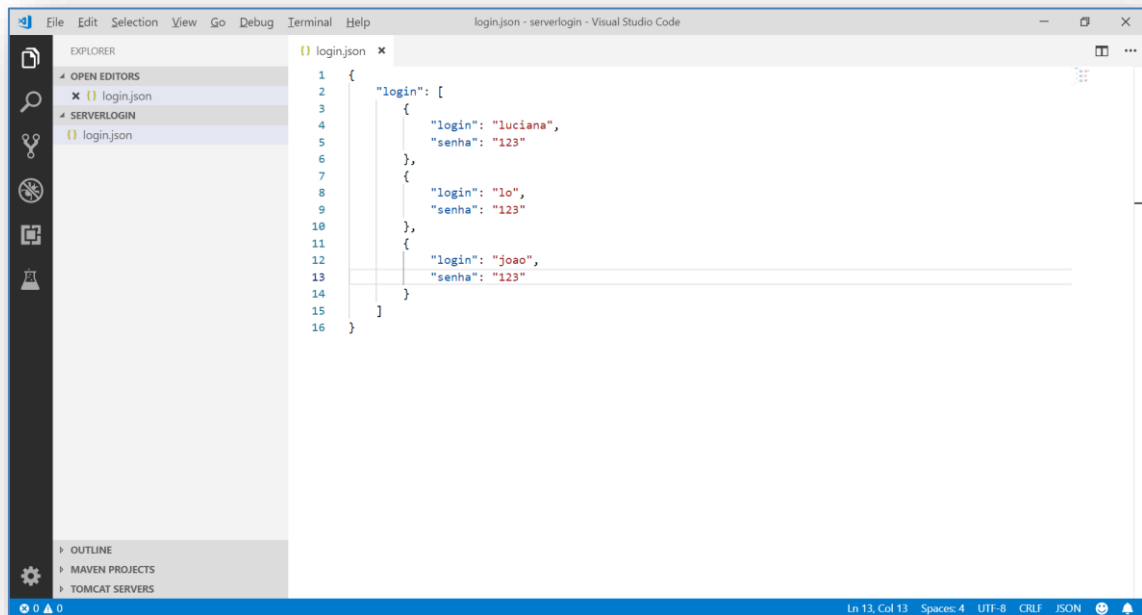 File Edit Selection View Go Debug Terminal Help login.json - serverlogin - Visual Studio Code
EXPLORER
OPEN EDITORS
{} login.json
SERVERLOGIN
{} login.json
OUTLINE
MAVEN PROJECTS
TOMCAT SERVERS
{} login.json
1 {
2     "login": [
3         {
4             "login": "luciana",
5             "senha": "123"
6         },
7         {
8             "login": "lo",
9             "senha": "123"
10         },
11         {
12             "login": "joao",
13             "senha": "123"
14         }
15     ]
16 }
0 0 Ln 13, Col 13 Spaces: 4 UTF-8 CRLF JSON